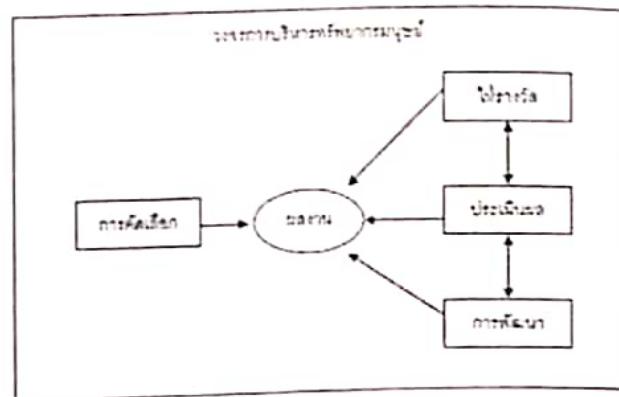 วงจรการบริหารทรัพยากรมนุษย์
ให้รางวัล
การคัดเลือก
ผลงาน
ประเมินผล
การพัฒนา